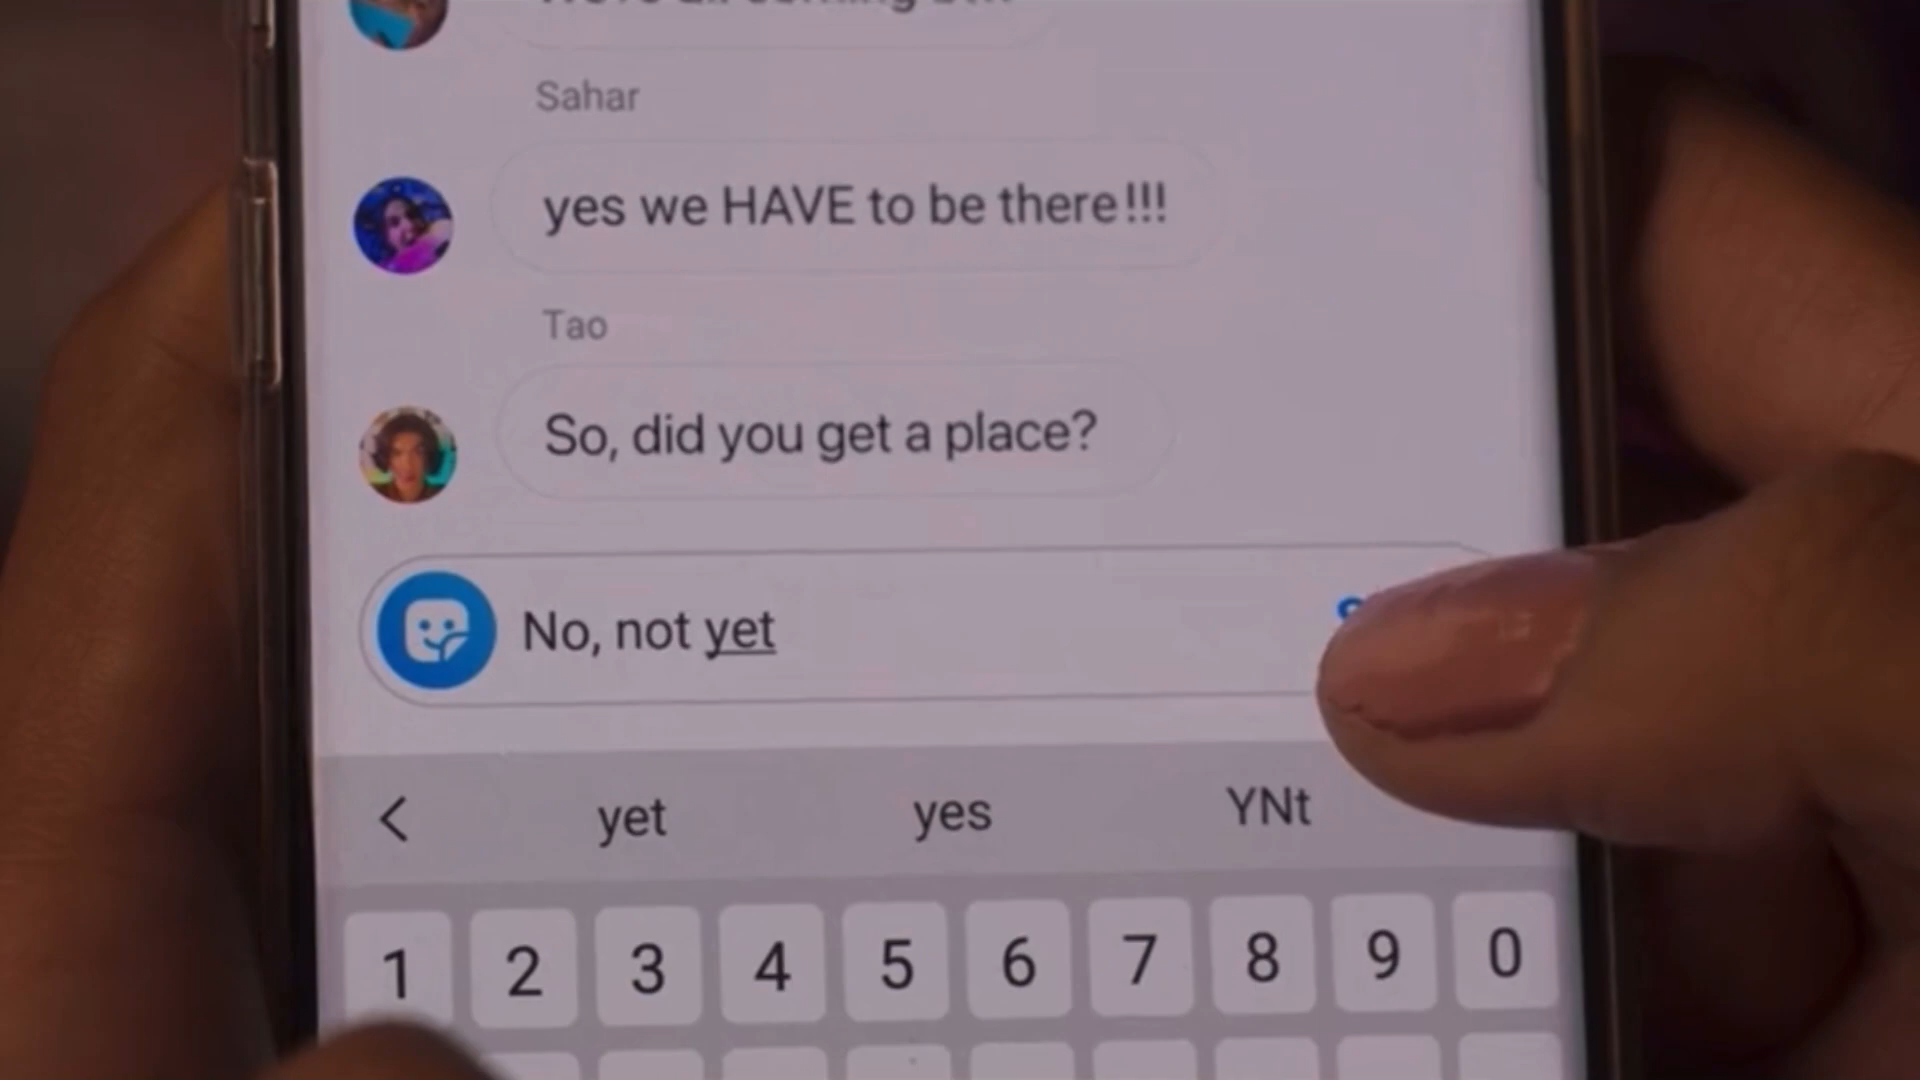 Sahar
yes we HAVE to be there!!!
Tao
So, did you get a place?
No, not yet
yet yes YNt
1 2 3 4 5 6 7 8 9 0